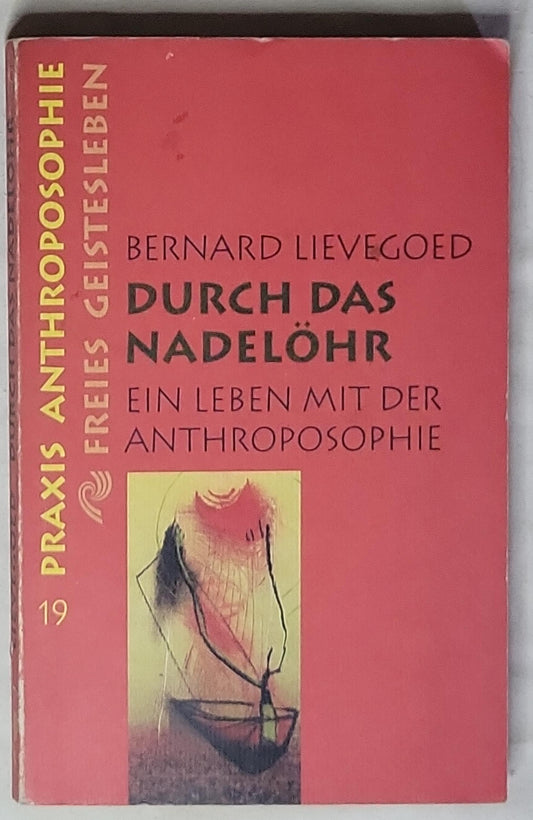 PRAXIS ANTHROPOSOPHIE
FREIES GEISTESLEBEN
19
BERNARD LIEVEGOED
DURCH DAS
NADELÖHR
EIN LEBEN MIT DER
ANTHROPOSOPHIE